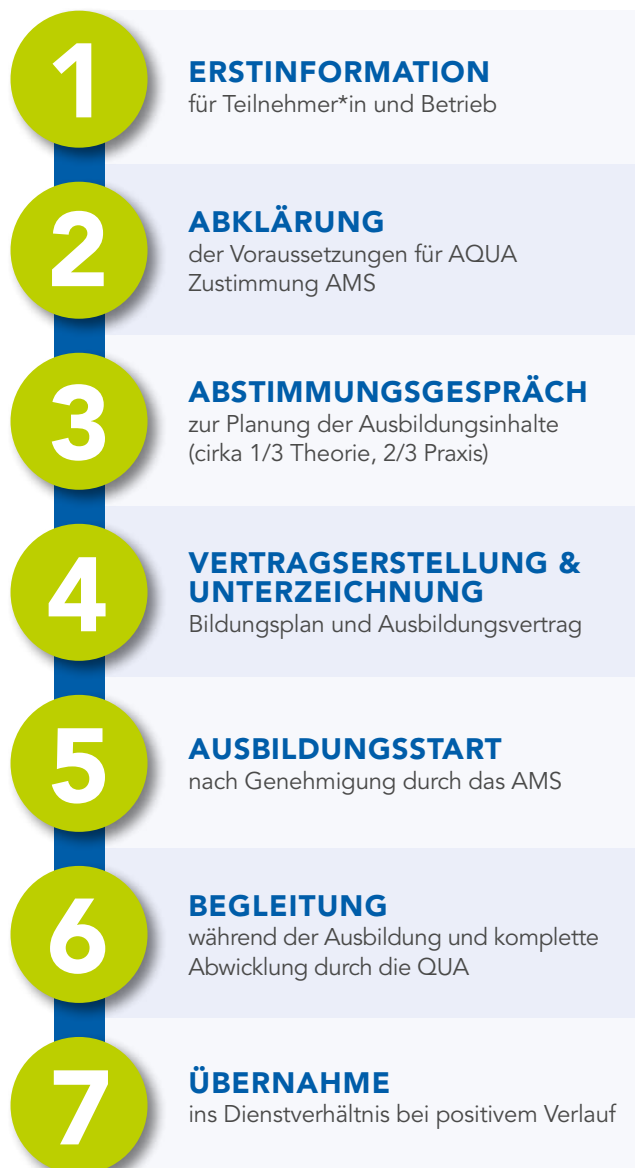 1
ERSTINFORMATION
für Teilnehmer*in und Betrieb
2
ABKLÄRUNG
der Voraussetzungen für AQUA
Zustimmung AMS
3
ABSTIMMUNGSGESPRÄCH
zur Planung der Ausbildungsinhalte
(cirka 1/3 Theorie, 2/3 Praxis)
4
VERTRAGSERSTELLUNG &
UNTERZEICHNUNG
Bildungsplan und Ausbildungsvertrag
5
AUSBILDUNGSSTART
nach Genehmigung durch das AMS
6
BEGLEITUNG
während der Ausbildung und komplette
Abwicklung durch die QUA
7
ÜBERNAHME
ins Dienstverhältnis bei positivem Verlauf